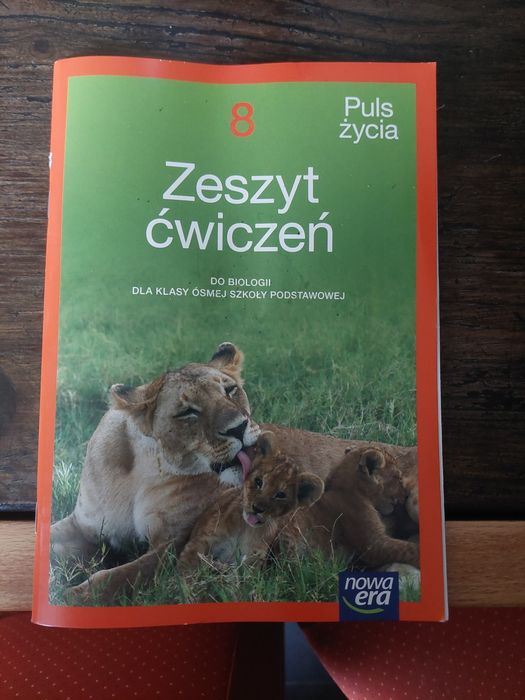 8
Puls
życia
Zeszyt
ćwiczeń
DO BIOLOGII
DLA KLASY ÓSMEJ SZKOŁY PODSTAWOWEJ
nowa
era